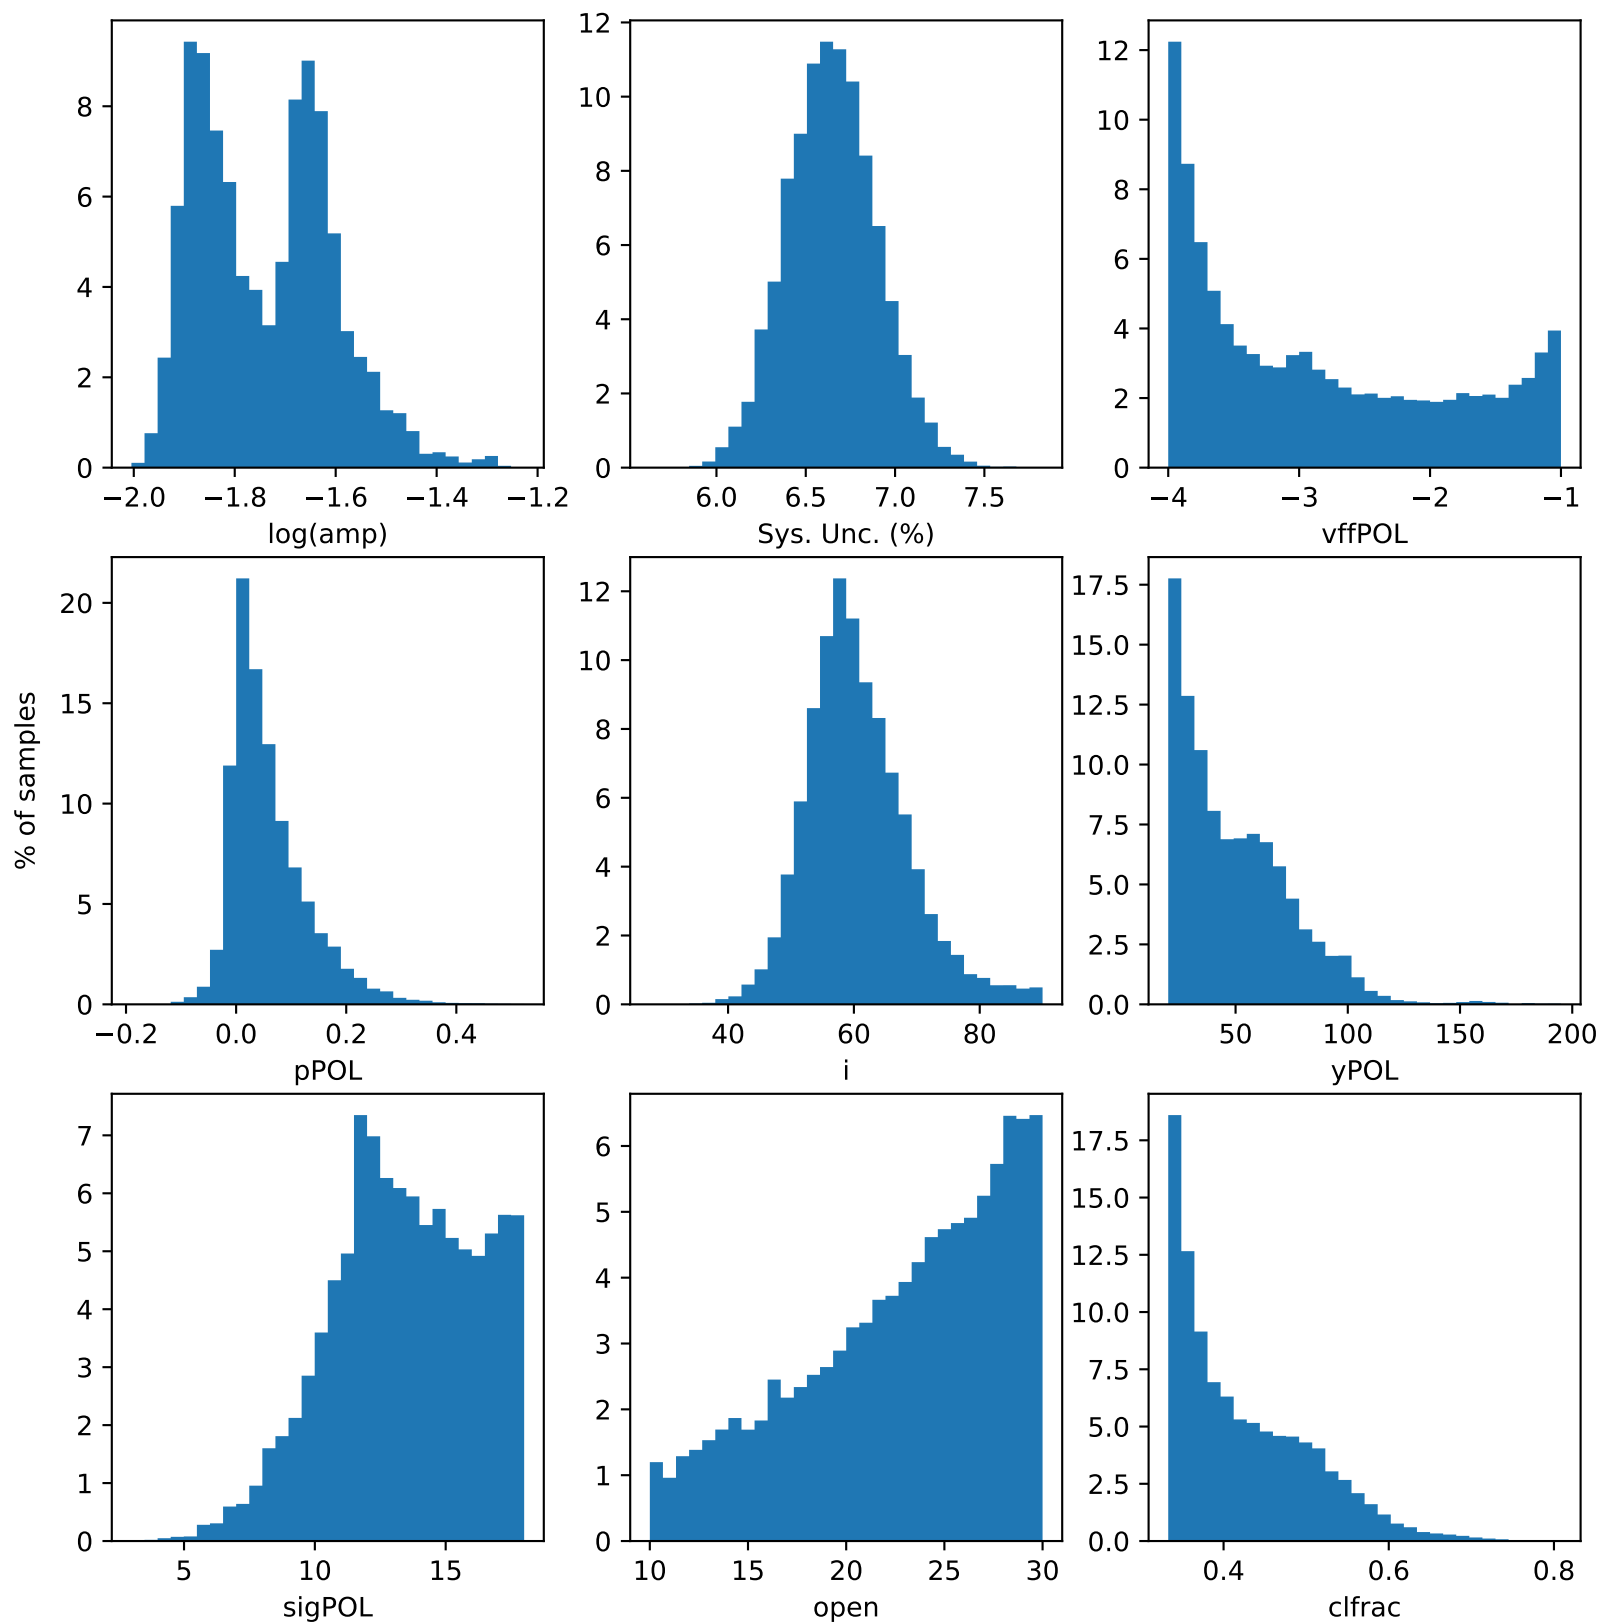 0 2 4 6 8
−2.0 −1.8 −1.6 −1.4 −1.2
log(amp)
0 2 4 6 8 10 12
6.0 6.5 7.0 7.5
Sys. Unc. (%)
0 2 4 6 8 10 12
−4 −3 −2 −1
vffPOL
% of samples
0 5 10 15 20
−0.2 0.0 0.2 0.4
pPOL
0 2 4 6 8 10 12
40 60 80
i
0.0 2.5 5.0 7.5 10.0 12.5 15.0 17.5
50 100 150 200
yPOL
0 1 2 3 4 5 6 7
5 10 15
sigPOL
0 1 2 3 4 5 6
10 15 20 25 30
open
0.0 2.5 5.0 7.5 10.0 12.5 15.0 17.5
0.4 0.6 0.8
clfrac